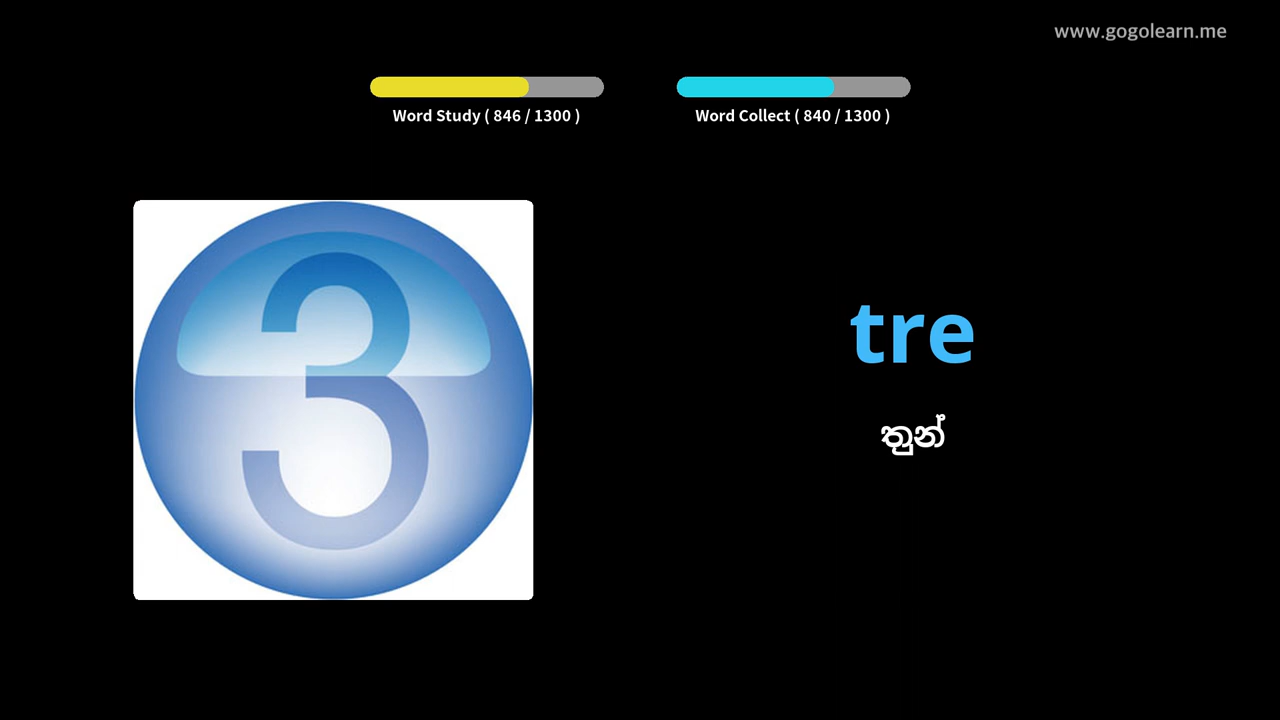 www.gogolearn.me
Word Study ( 846 / 1300 )
Word Collect ( 840 / 1300 )
3
tre
තුන්